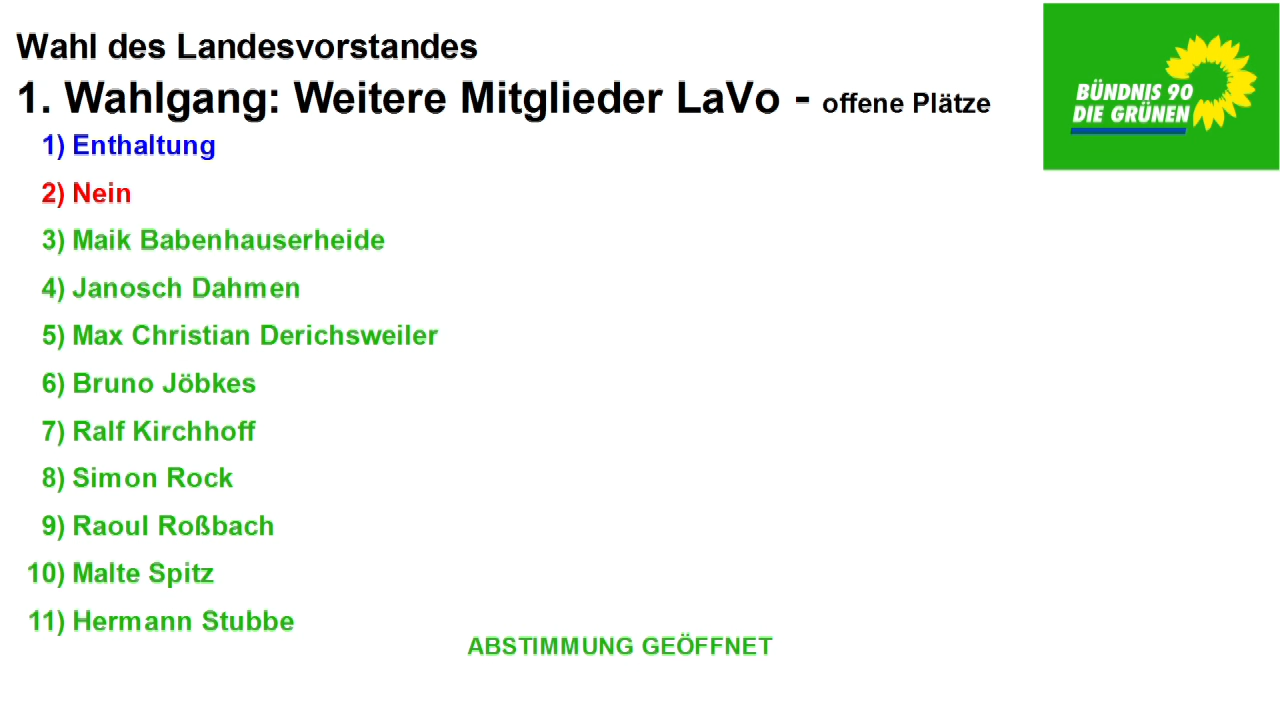 Wahl des Landesvorstandes
1. Wahlgang: Weitere Mitglieder LaVo - offene Plätze
BÜNDNIS 90
DIE GRÜNEN
1) Enthaltung
2) Nein
3) Maik Babenhauserheide
4) Janosch Dahmen
5) Max Christian Derichsweiler
6) Bruno Jöbkes
7) Ralf Kirchhoff
8) Simon Rock
9) Raoul Roßbach
10) Malte Spitz
11) Hermann Stubbe
ABSTIMMUNG GEÖFFNET